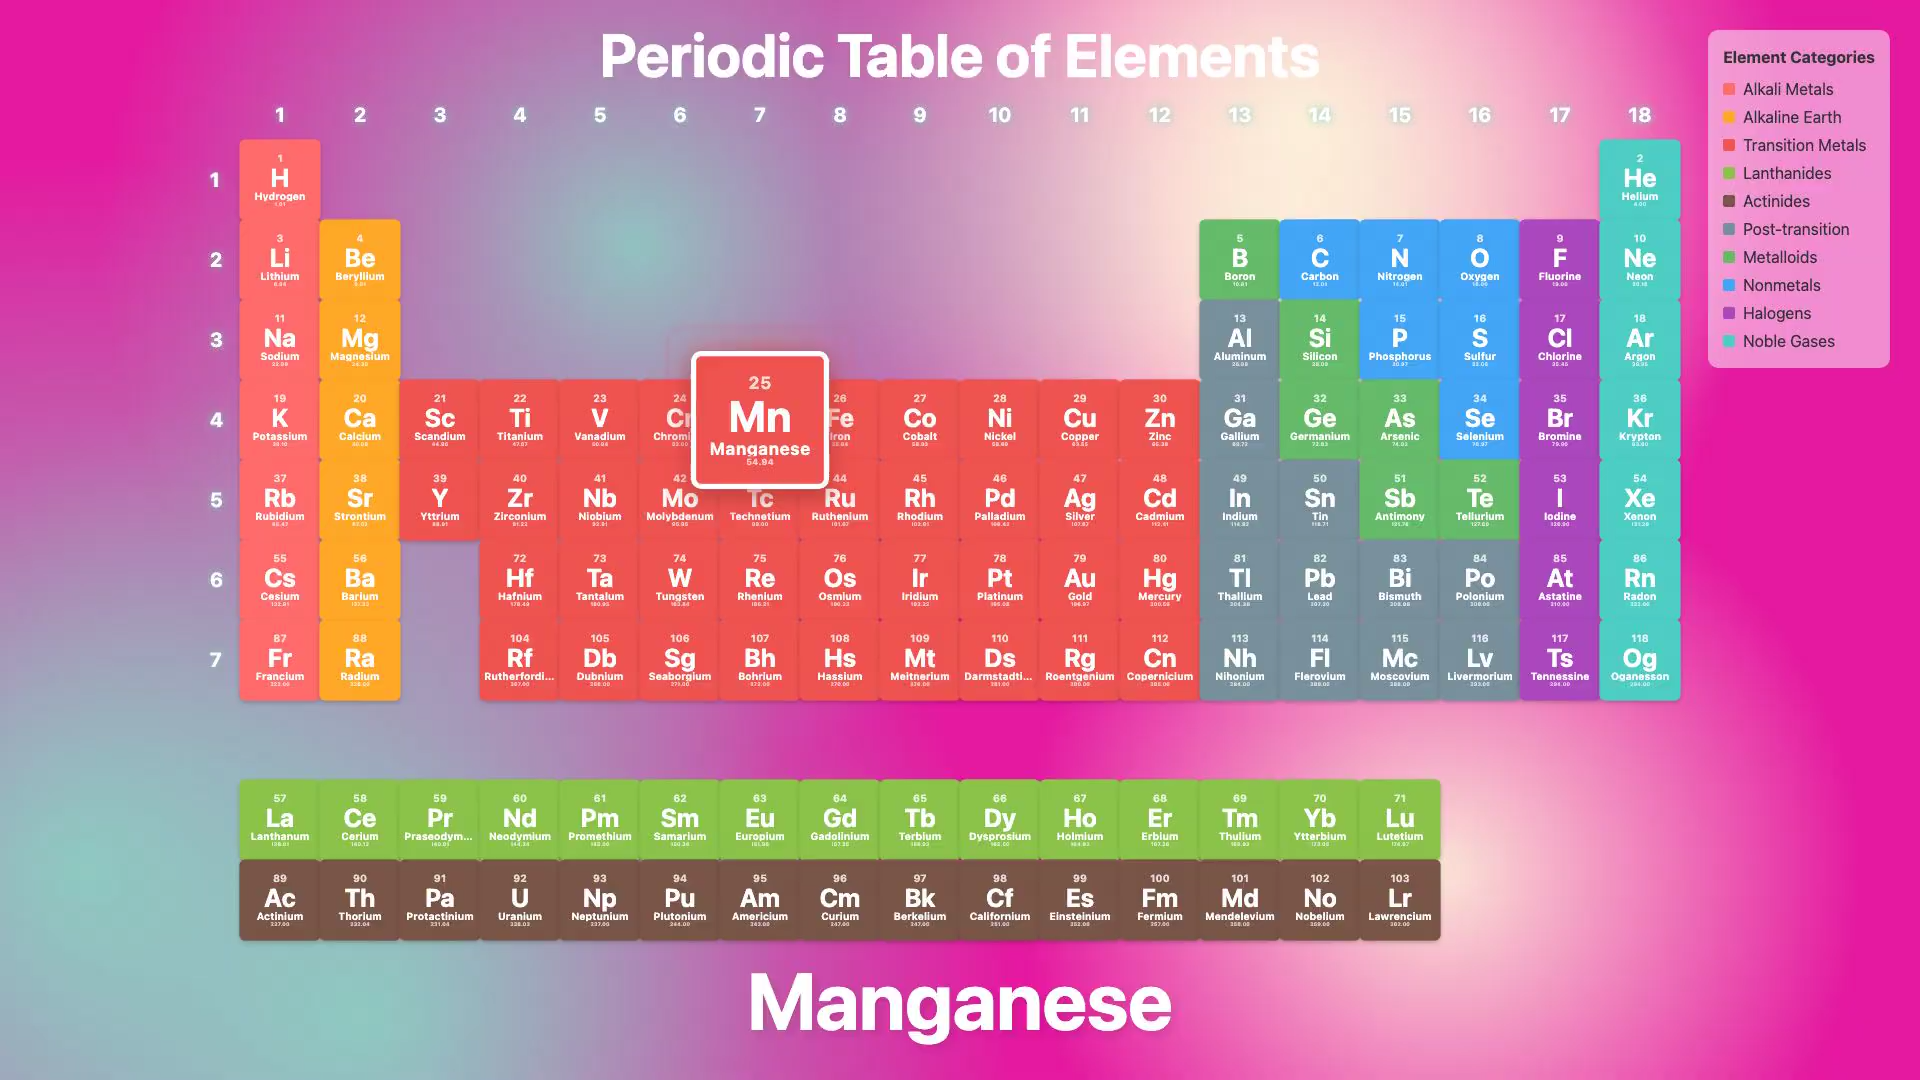 Periodic Table of Elements
Element Categories
Alkali Metals
Alkaline Earth
Transition Metals
Lanthanides
Actinides
Post-transition
Metalloids
Nonmetals
Halogens
Noble Gases
1 2 3 4 5 6 7 8 9 10 11 12 13 14 15 16 17 18
1 2
1 H He
Hydrogen Helium
3 4 5 6 7 8 9 10
2 Li Be B C N O F Ne
Lithium Beryllium Boron Carbon Nitrogen Oxygen Fluorine Neon
11 12 13 14 15 16 17 18
3 Na Mg Al Si P S Cl Ar
Sodium Magnesium Aluminum Silicon Phosphorus Sulfur Chlorine Argon
19 20 21 22 23 24 25 26 27 28 29 30 31 32 33 34 35 36
4 K Ca Sc Ti V Cr Mn Fe Co Ni Cu Zn Ga Ge As Se Br Kr
Potassium Calcium Scandium Titanium Vanadium Chromi Manganese Iron Cobalt Nickel Copper Zinc Gallium Germanium Arsenic Selenium Bromine Krypton
54.94
37 38 39 40 41 42 44 45 46 47 48 49 50 51 52 53 54
5 Rb Sr Y Zr Nb Mo Tc Ru Rh Pd Ag Cd In Sn Sb Te I Xe
Rubidium Strontium Yttrium Zirconium Niobium Molybdenum Technetium Ruthenium Rhodium Palladium Silver Cadmium Indium Tin Antimony Tellurium Iodine Xenon
55 56 72 73 74 75 76 77 78 79 80 81 82 83 84 85 86
6 Cs Ba Hf Ta W Re Os Ir Pt Au Hg Tl Pb Bi Po At Rn
Cesium Barium Hafnium Tantalum Tungsten Rhenium Osmium Iridium Platinum Gold Mercury Thallium Lead Bismuth Polonium Astatine Radon
87 88 104 105 106 107 108 109 110 111 112 113 114 115 116 117 118
7 Fr Ra Rf Db Sg Bh Hs Mt Ds Rg Cn Nh Fl Mc Lv Ts Og
Francium Radium Rutherfordi... Dubnium Seaborgium Bohrium Hassium Meitnerium Darmstadti... Roentgenium Copernicium Nihonium Flerovium Moscovium Livermorium Tennessine Oganesson
57 58 59 60 61 62 63 64 65 66 67 68 69 70 71
La Ce Pr Nd Pm Sm Eu Gd Tb Dy Ho Er Tm Yb Lu
Lanthanum Cerium Praseodym... Neodymium Promethium Samarium Europium Gadolinium Terbium Dysprosium Holmium Erbium Thulium Ytterbium Lutetium
89 90 91 92 93 94 95 96 97 98 99 100 101 102 103
Ac Th Pa U Np Pu Am Cm Bk Cf Es Fm Md No Lr
Actinium Thorium Protactinium Uranium Neptunium Plutonium Americium Curium Berkelium Californium Einsteinium Fermium Mendelevium Nobelium Lawrencium
Manganese